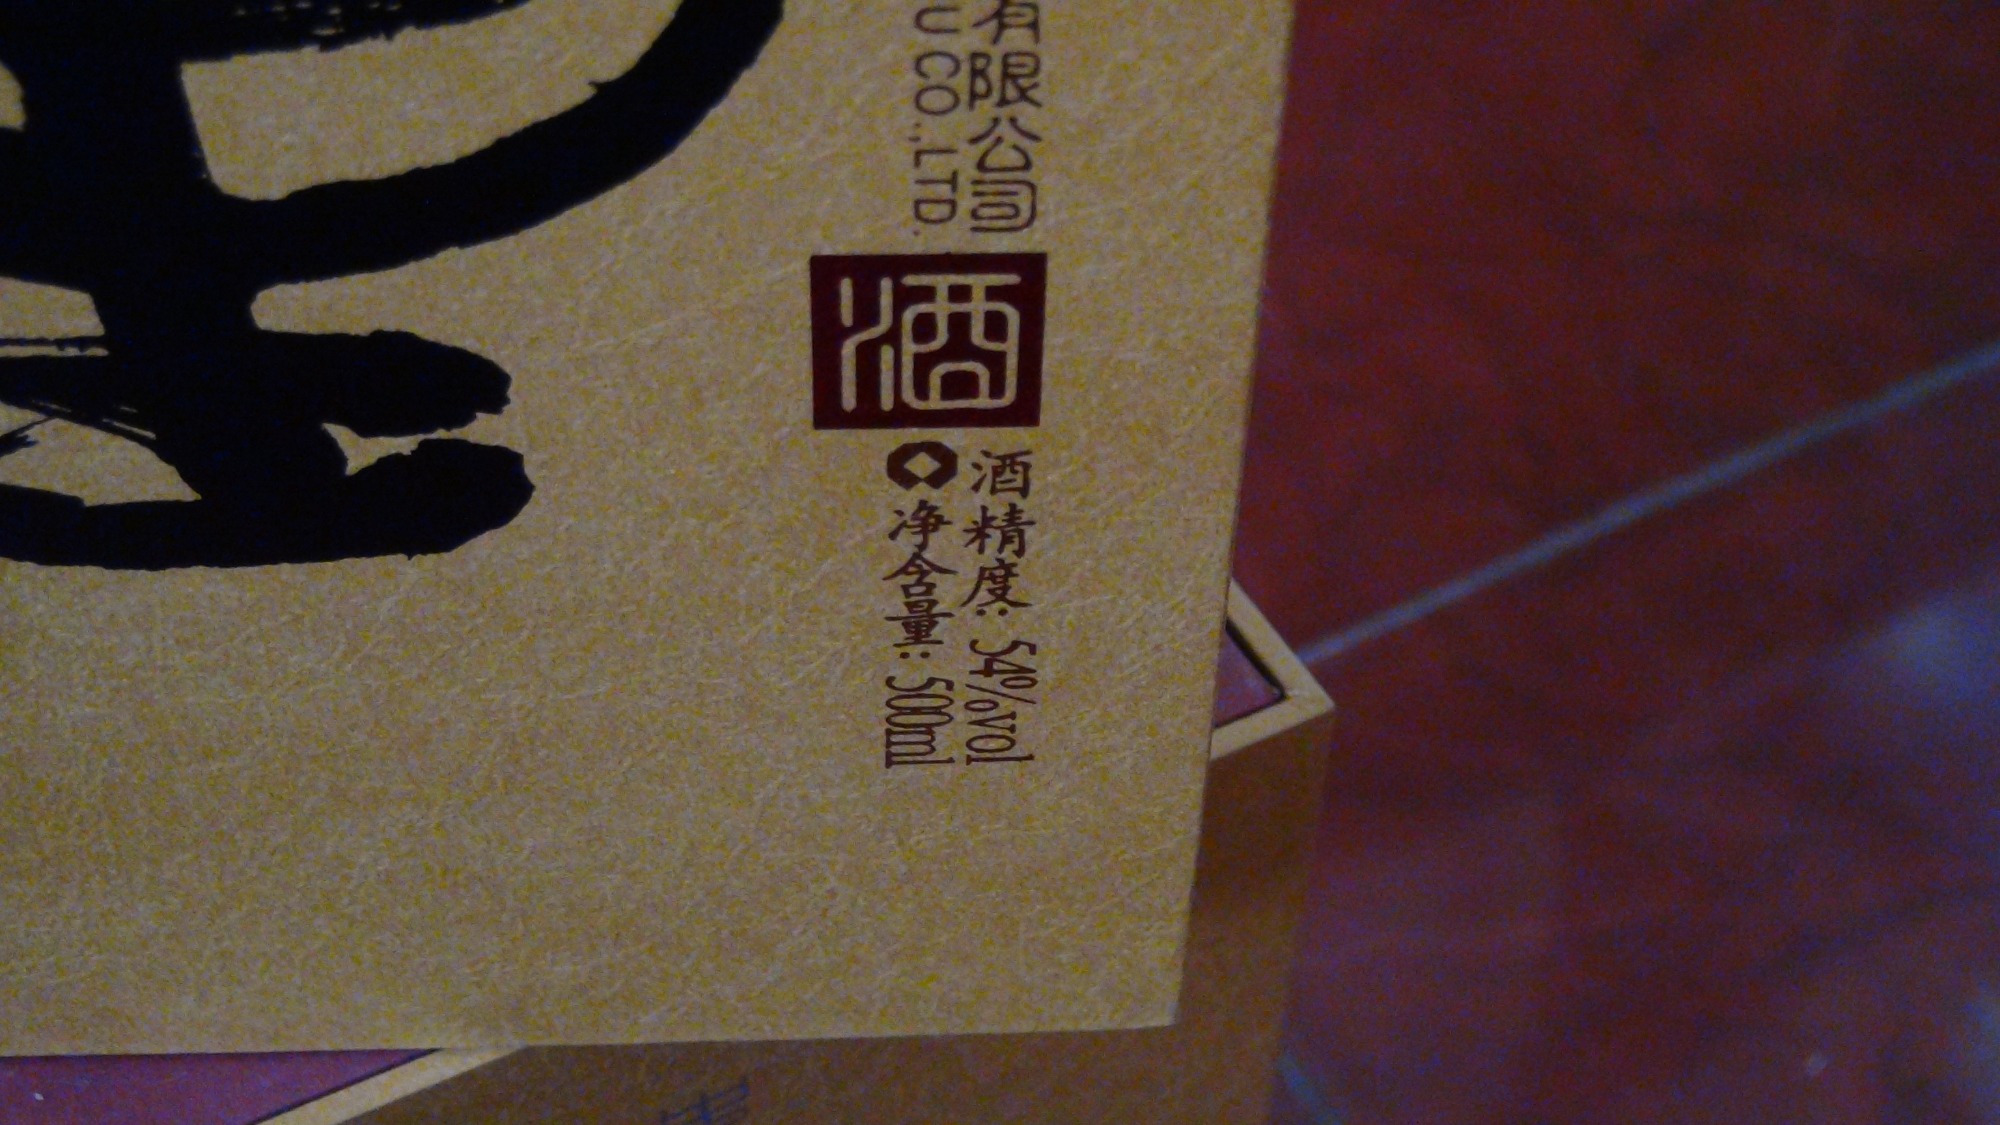 有限公司
U CO.,LTD.
酒
酒精度：54%vol
净含量：500ml